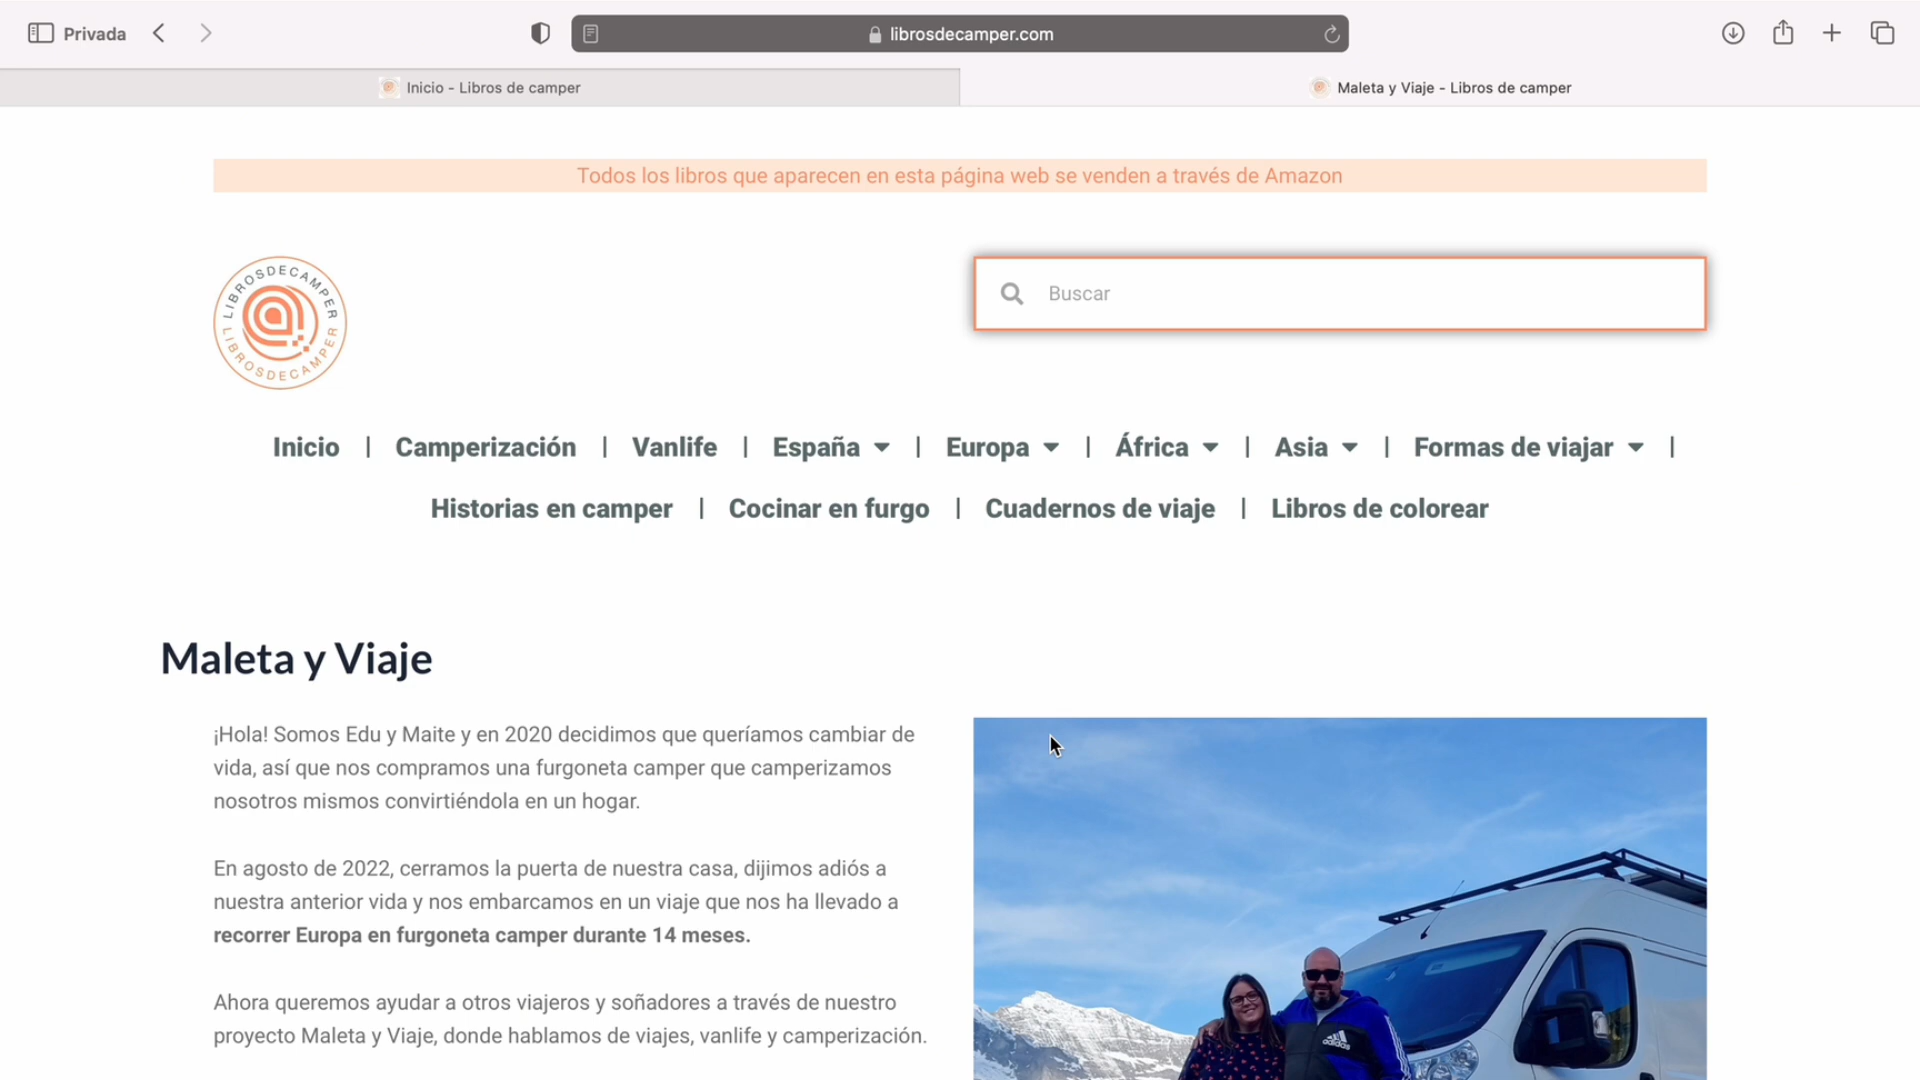 Privada
librosdecamper.com
Inicio - Libros de camper
Maleta y Viaje - Libros de camper
Todos los libros que aparecen en esta página web se venden a través de Amazon
LIBROSDECAMPER
LIBROSDECAMPER
Buscar
Inicio | Camperización | Vanlife | España | Europa | África | Asia | Formas de viajar |
Historias en camper | Cocinar en furgo | Cuadernos de viaje | Libros de colorear
Maleta y Viaje
¡Hola! Somos Edu y Maite y en 2020 decidimos que queríamos cambiar de
vida, así que nos compramos una furgoneta camper que camperizamos
nosotros mismos convirtiéndola en un hogar.
En agosto de 2022, cerramos la puerta de nuestra casa, dijimos adiós a
nuestra anterior vida y nos embarcamos en un viaje que nos ha llevado a
recorrer Europa en furgoneta camper durante 14 meses.
Ahora queremos ayudar a otros viajeros y soñadores a través de nuestro
proyecto Maleta y Viaje, donde hablamos de viajes, vanlife y camperización.
adidas